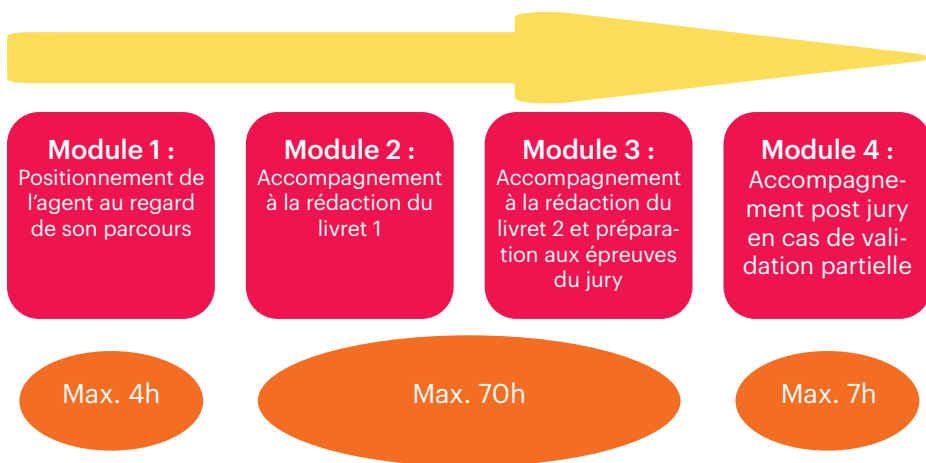 Module 1 :
Positionnement de
l'agent au regard
de son parcours
Module 2 :
Accompagnement
à la rédaction du
livret 1
Module 3 :
Accompagnement
à la rédaction du
livret 2 et prépara-
tion aux épreuves
du jury
Module 4 :
Accompagne-
ment post jury
en cas de vali-
dation partielle
Max. 4h
Max. 70h
Max. 7h